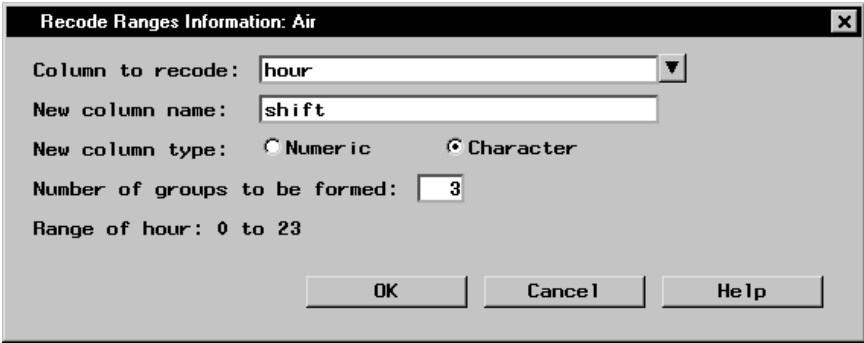 Recode Ranges Information: Air
Column to recode: hour
New column name: shift
New column type: Numeric Character
Number of groups to be formed: 3
Range of hour: 0 to 23
OK Cancel Help